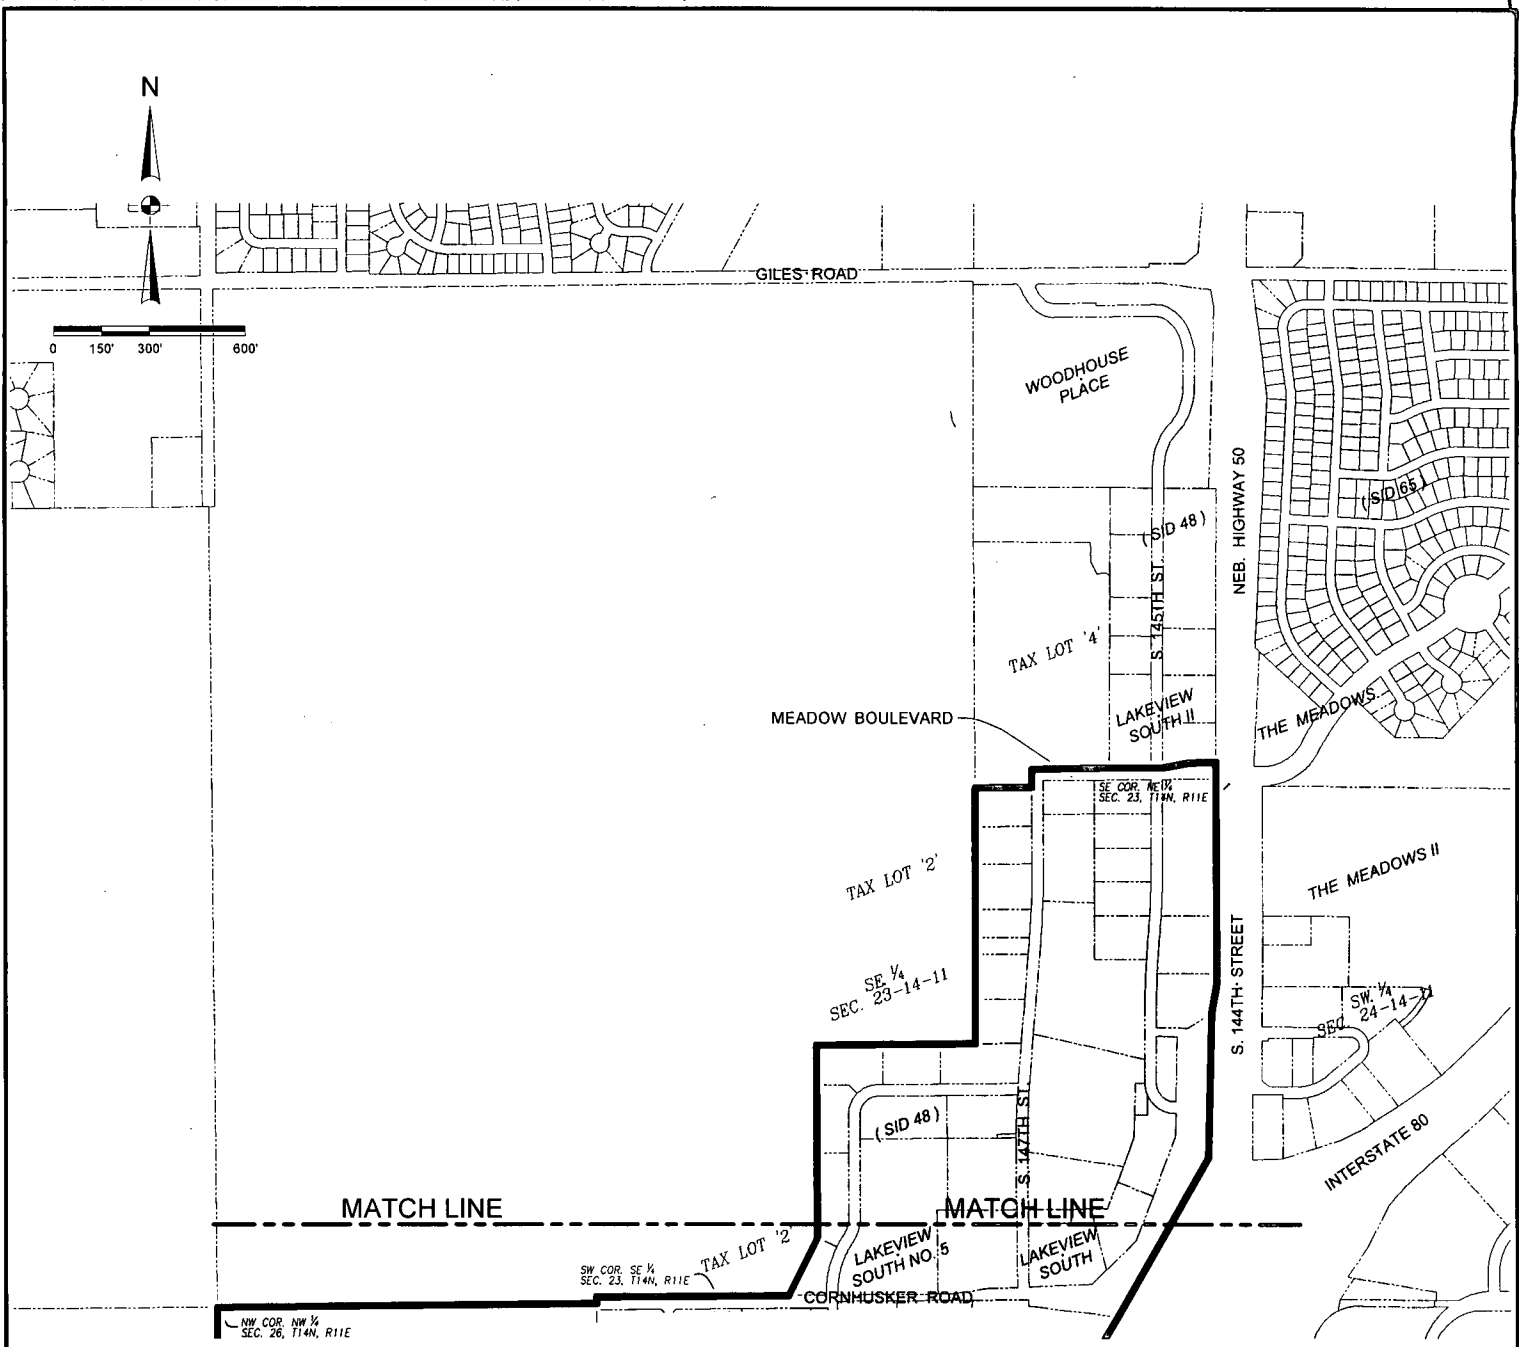 N
0 150' 300' 600'
GILES ROAD
WOODHOUSE
PLACE
NEB. HIGHWAY 50
( SID 65 )
( SID 48 )
S. 145TH ST.
TAX LOT '4'
LAKEVIEW
SOUTH II
THE MEADOWS
MEADOW BOULEVARD
SE COR. NE ¼
SEC. 23, T14N, R11E
TAX LOT '2'
THE MEADOWS II
SE ¼
SEC. 23-14-11
S. 144TH STREET
SW ¼
SEC. 24-14-11
( SID 48 )
S. 147TH ST.
INTERSTATE 80
MATCH LINE
MATCH LINE
TAX LOT '2'
LAKEVIEW
SOUTH NO. 5
LAKEVIEW
SOUTH
SW COR. SE ¼
SEC. 23, T14N, R11E
CORNHUSKER ROAD
NW COR. NW ¼
SEC. 26, T14N, R11E